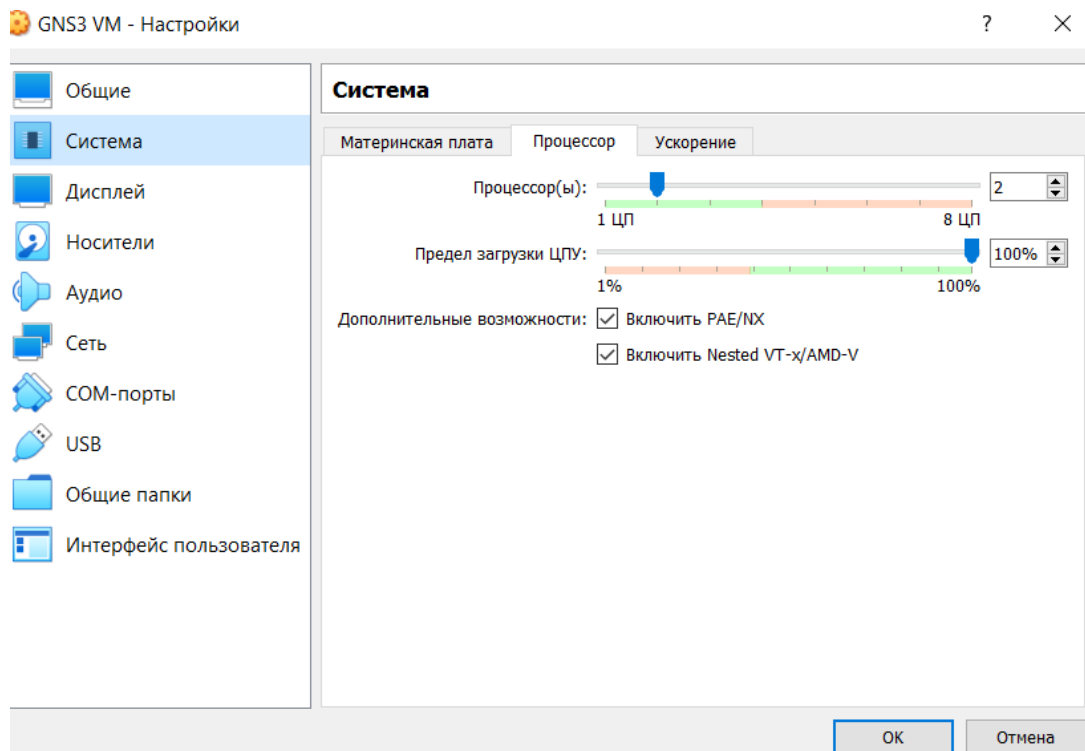 GNS3 VM - Настройки
?
Общие
Система
Дисплей
Носители
Аудио
Сеть
COM-порты
USB
Общие папки
Интерфейс пользователя
Система
Материнская плата Процессор Ускорение
Процессор(ы): 2
1 ЦП 8 ЦП
Предел загрузки ЦПУ: 100%
1% 100%
Дополнительные возможности: Включить PAE/NX
Включить Nested VT-x/AMD-V
OK Отмена